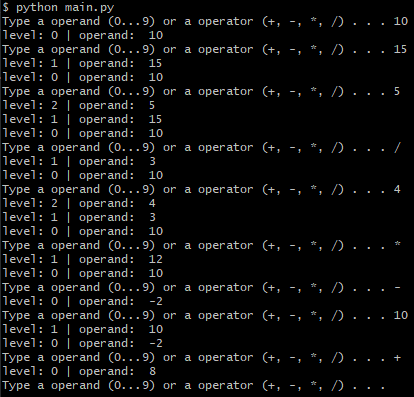 $ python main.py
Type a operand (0...9) or a operator (+, -, *, /) . . . 10
level: 0 | operand:  10
Type a operand (0...9) or a operator (+, -, *, /) . . . 15
level: 1 | operand:  15
level: 0 | operand:  10
Type a operand (0...9) or a operator (+, -, *, /) . . . 5
level: 2 | operand:  5
level: 1 | operand:  15
level: 0 | operand:  10
Type a operand (0...9) or a operator (+, -, *, /) . . . /
level: 1 | operand:  3
level: 0 | operand:  10
Type a operand (0...9) or a operator (+, -, *, /) . . . 4
level: 2 | operand:  4
level: 1 | operand:  3
level: 0 | operand:  10
Type a operand (0...9) or a operator (+, -, *, /) . . . *
level: 1 | operand:  12
level: 0 | operand:  10
Type a operand (0...9) or a operator (+, -, *, /) . . . -
level: 0 | operand:  -2
Type a operand (0...9) or a operator (+, -, *, /) . . . 10
level: 1 | operand:  10
level: 0 | operand:  -2
Type a operand (0...9) or a operator (+, -, *, /) . . . +
level: 0 | operand:  8
Type a operand (0...9) or a operator (+, -, *, /) . . .